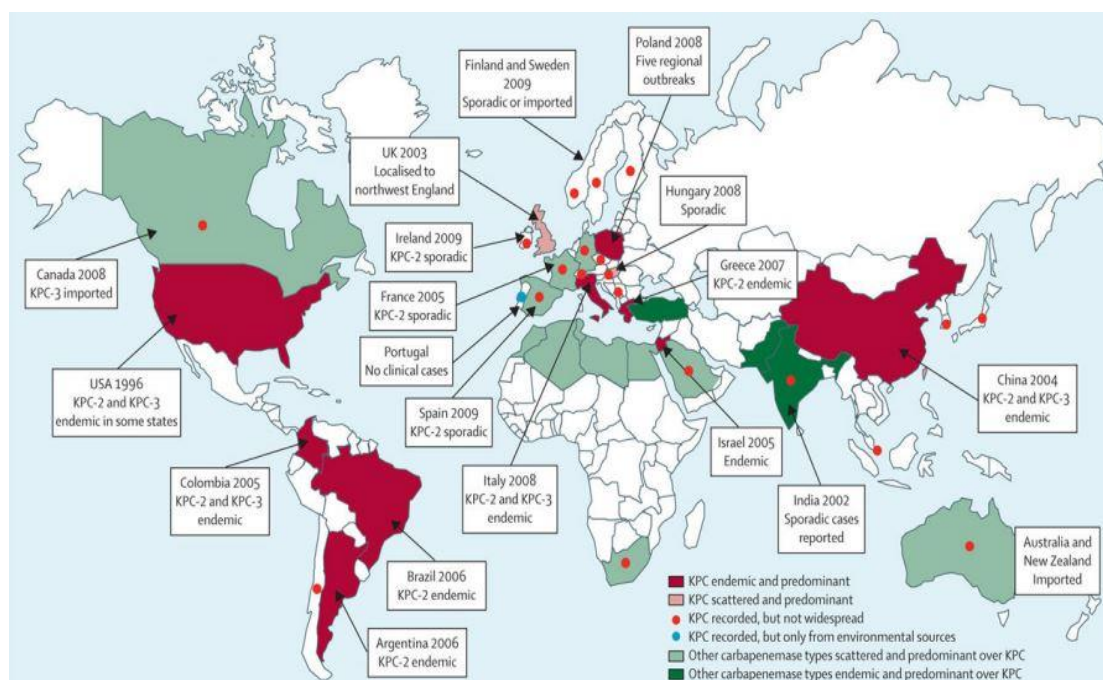 Poland 2008
Five regional
outbreaks
Finland and Sweden
2009
Sporadic or imported
UK 2003
Localised to
northwest England
Hungary 2008
Sporadic
Ireland 2009
KPC-2 sporadic
Greece 2007
KPC-2 endemic
Canada 2008
KPC-3 imported
France 2005
KPC-2 sporadic
Portugal
No clinical cases
USA 1996
KPC-2 and KPC-3
endemic in some states
Spain 2009
KPC-2 sporadic
China 2004
KPC-2 and KPC-3
endemic
Israel 2005
Endemic
Colombia 2005
KPC-2 and KPC-3
endemic
Italy 2008
KPC-2 and KPC-3
endemic
India 2002
Sporadic cases
reported
Australia and
New Zealand
Imported
Brazil 2006
KPC-2 endemic
Argentina 2006
KPC-2 endemic
KPC endemic and predominant
KPC scattered and predominant
KPC recorded, but not widespread
KPC recorded, but only from environmental sources
Other carbapenemase types scattered and predominant over KPC
Other carbapenemase types endemic and predominant over KPC